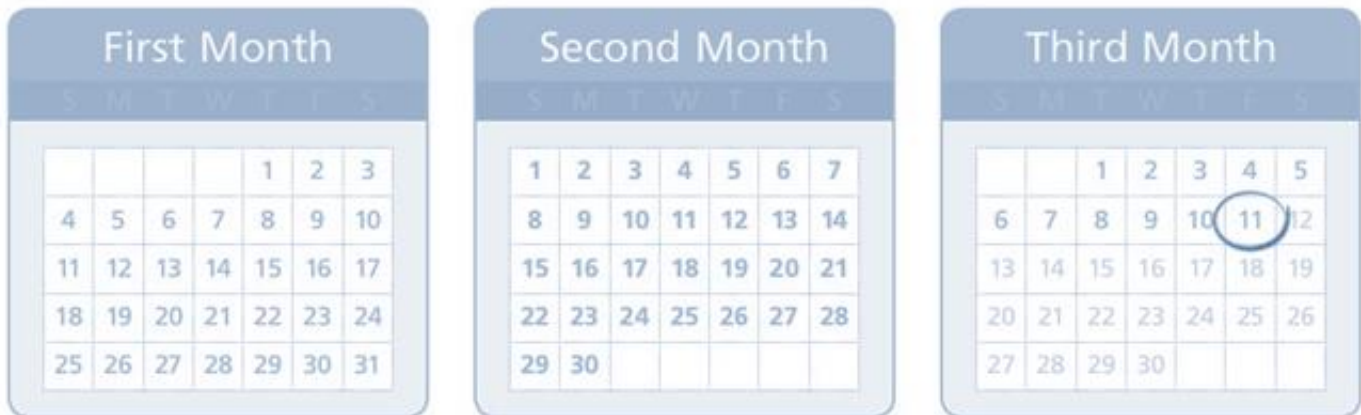 First Month
S M T W T F S
1 2 3
4 5 6 7 8 9 10
11 12 13 14 15 16 17
18 19 20 21 22 23 24
25 26 27 28 29 30 31
Second Month
S M T W T F S
1 2 3 4 5 6 7
8 9 10 11 12 13 14
15 16 17 18 19 20 21
22 23 24 25 26 27 28
29 30
Third Month
S M T W T F S
1 2 3 4 5
6 7 8 9 10 11 12
13 14 15 16 17 18 19
20 21 22 23 24 25 26
27 28 29 30